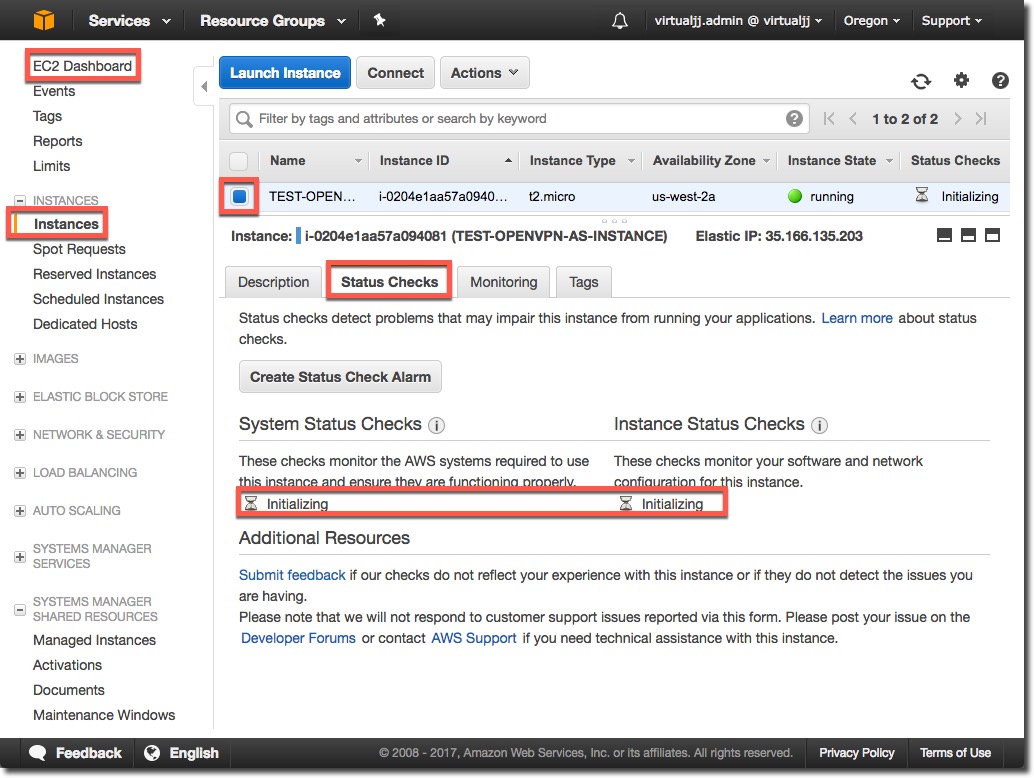 Services Resource Groups virtualjj.admin @ virtualjj Oregon Support
EC2 Dashboard
Events
Tags
Reports
Limits
INSTANCES
Instances
Spot Requests
Reserved Instances
Scheduled Instances
Dedicated Hosts
IMAGES
ELASTIC BLOCK STORE
NETWORK & SECURITY
LOAD BALANCING
AUTO SCALING
SYSTEMS MANAGER
SERVICES
SYSTEMS MANAGER
SHARED RESOURCES
Managed Instances
Activations
Documents
Maintenance Windows
Launch Instance Connect Actions
Filter by tags and attributes or search by keyword 1 to 2 of 2
Name Instance ID Instance Type Availability Zone Instance State Status Checks
TEST-OPEN... i-0204e1aa57a0940... t2.micro us-west-2a running Initializing
Instance: i-0204e1aa57a094081 (TEST-OPENVPN-AS-INSTANCE) Elastic IP: 35.166.135.203
Description Status Checks Monitoring Tags
Status checks detect problems that may impair this instance from running your applications. Learn more about status
checks.
Create Status Check Alarm
System Status Checks
These checks monitor the AWS systems required to use
this instance and ensure they are functioning properly.
Initializing
Instance Status Checks
These checks monitor your software and network
configuration for this instance.
Initializing
Additional Resources
Submit feedback if our checks do not reflect your experience with this instance or if they do not detect the issues you
are having.
Please note that we will not respond to customer support issues reported via this form. Please post your issue on the
Developer Forums or contact AWS Support if you need technical assistance with this instance.
Feedback English © 2008 - 2017, Amazon Web Services, Inc. or its affiliates. All rights reserved. Privacy Policy Terms of Use